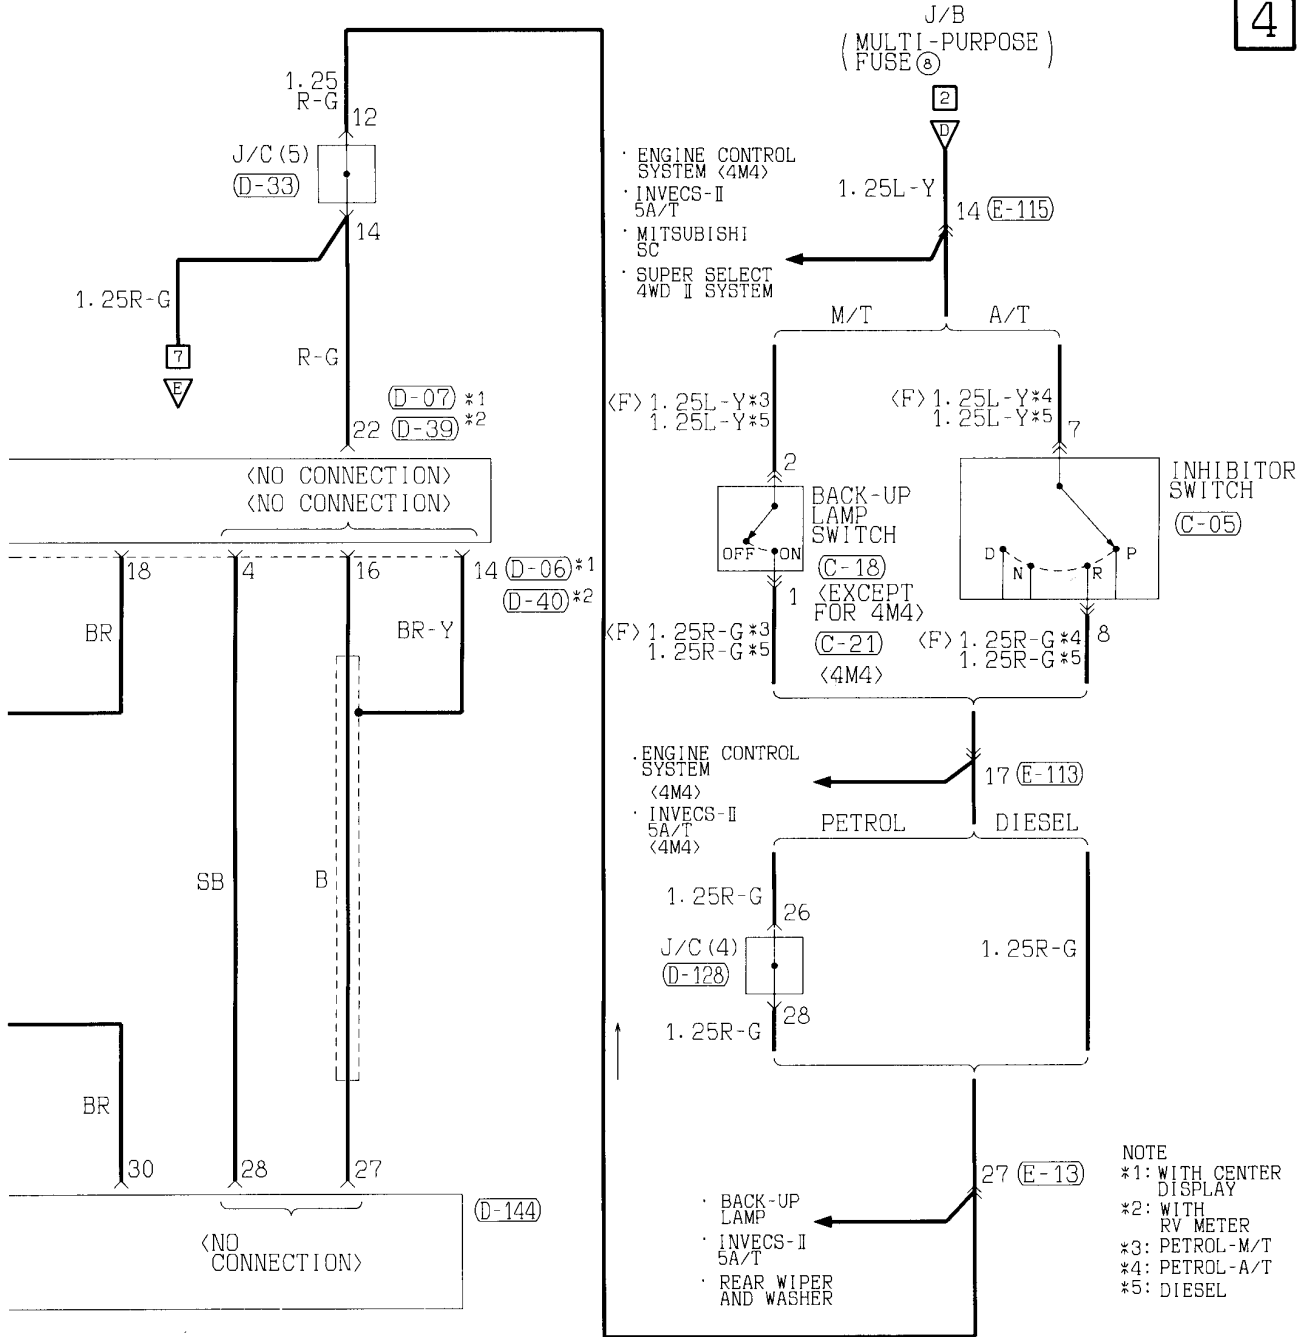 4
J/B
(MULTI-PURPOSE
FUSE ⑧)
2
D
1.25
R-G
12
J/C(5)
D-33
14
1.25R-G
7
E
R-G
D-07 *1
22 D-39 *2
<NO CONNECTION>
<NO CONNECTION>
18
4
16
14 D-06 *1
D-40 *2
BR
BR-Y
SB
B
BR
30
28
27
D-144
<NO
CONNECTION>
· ENGINE CONTROL
SYSTEM <4M4>
· INVECS-Ⅱ
5A/T
· MITSUBISHI
SC
· SUPER SELECT
4WD Ⅱ SYSTEM
1.25L-Y
14 E-115
M/T
A/T
<F>1.25L-Y*3
1.25L-Y*5
<F>1.25L-Y*4
1.25L-Y*5
2
7
BACK-UP
LAMP
SWITCH
OFF
ON
C-18
<EXCEPT
FOR 4M4>
C-21
<4M4>
1
INHIBITOR
SWITCH
C-05
D
N
R
P
8
<F>1.25R-G*3
1.25R-G*5
<F>1.25R-G*4
1.25R-G*5
· ENGINE CONTROL
SYSTEM
<4M4>
· INVECS-Ⅱ
5A/T
<4M4>
17 E-113
PETROL
DIESEL
1.25R-G
26
J/C(4)
D-128
28
1.25R-G
1.25R-G
27 E-13
· BACK-UP
LAMP
· INVECS-Ⅱ
5A/T
· REAR WIPER
AND WASHER
NOTE
*1: WITH CENTER
DISPLAY
*2: WITH
RV METER
*3: PETROL-M/T
*4: PETROL-A/T
*5: DIESEL